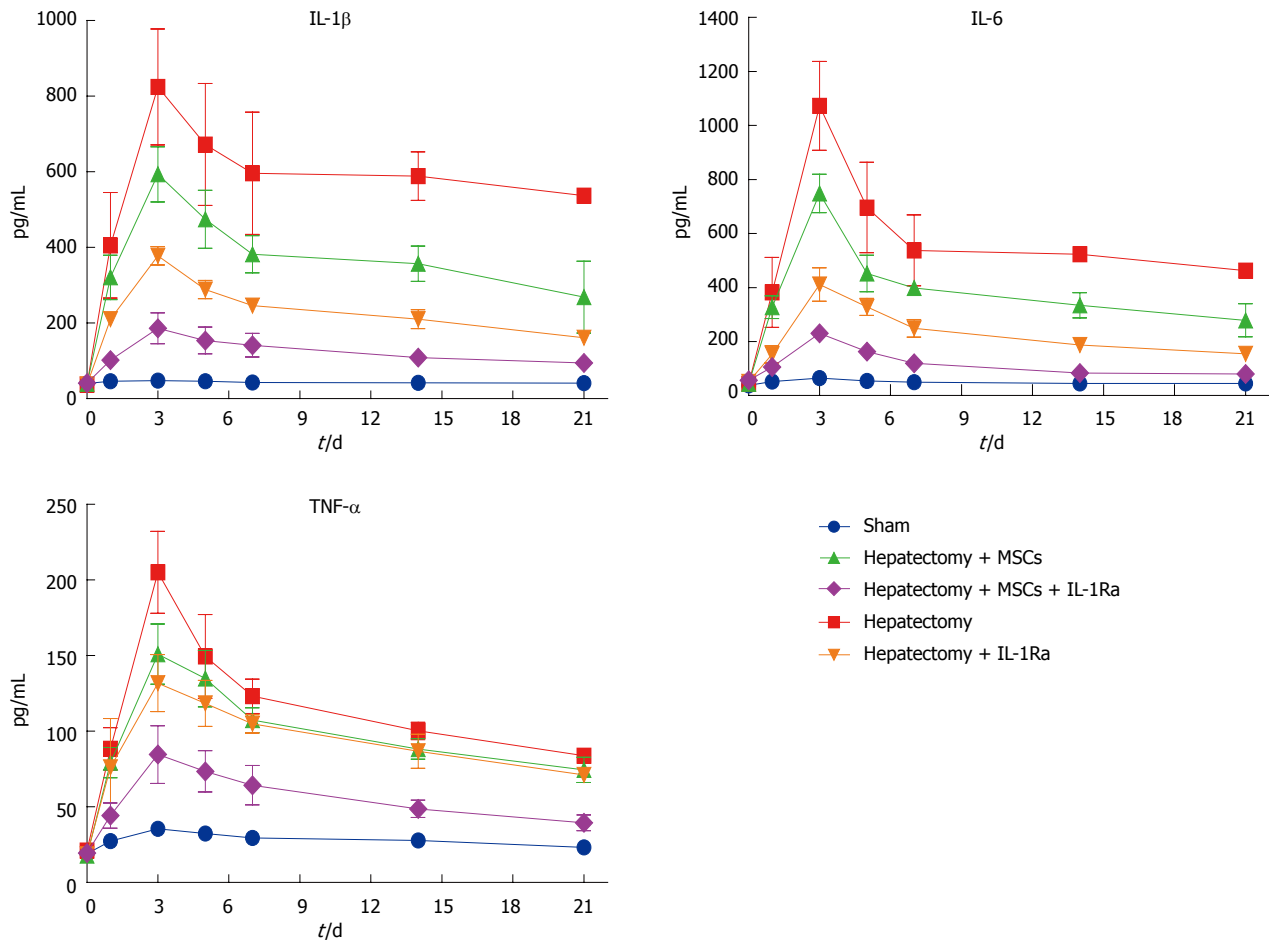 IL-1β
1000
800
600
400
200
0
pg/mL
0 3 6 9 12 15 18 21
t/d
IL-6
1400
1200
1000
800
600
400
200
0
pg/mL
0 3 6 9 12 15 18 21
t/d
TNF-α
250
200
150
100
50
0
pg/mL
0 3 6 9 12 15 18 21
t/d
Sham
Hepatectomy + MSCs
Hepatectomy + MSCs + IL-1Ra
Hepatectomy
Hepatectomy + IL-1Ra